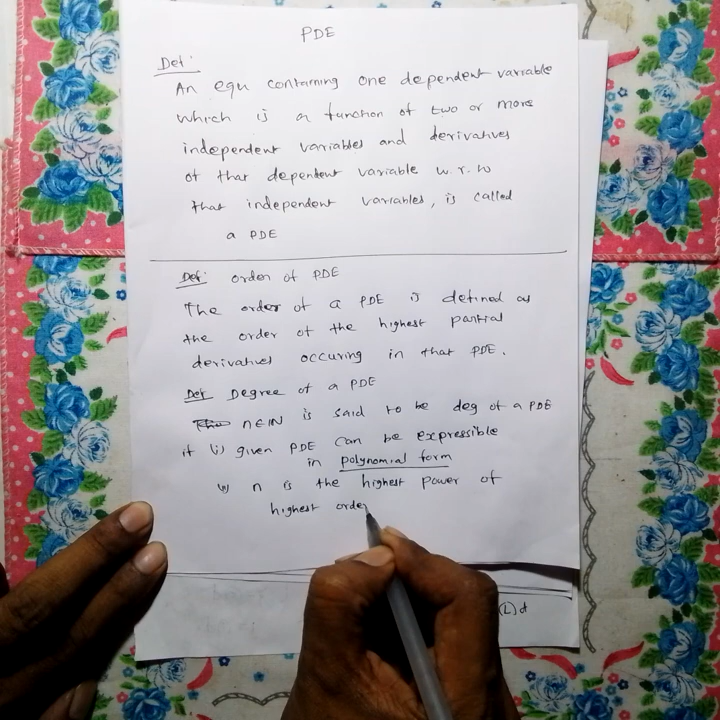 PDE
Def:
An equ containing one dependent variable
which is a function of two or more
independent variables and derivatives
of that dependent variable w.r.to
that independent variables, is called
a PDE
Def: order of PDE
The order of a PDE is defined as
the order of the highest partial
derivatives occuring in that PDE.
Def Degree of a PDE
n∈IN is said to be deg of a PDE
if (i) given PDE can be expressible
in polynomial form
(ii) n is the highest power of
highest order